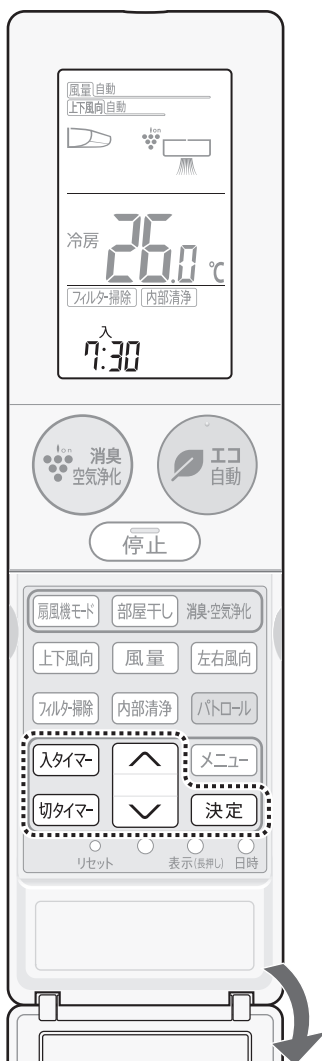 風量 自動
上下風向 自動
ion
冷房 26.0 ℃
フィルター掃除 内部清浄
入
7:30
ion 消臭 空気浄化
エコ 自動
停止
扇風機モード 部屋干し 消臭・空気浄化
上下風向 風量 左右風向
フィルター掃除 内部清浄 パトロール
入タイマー メニュー
切タイマー 決定
リセット 表示(長押し) 日時